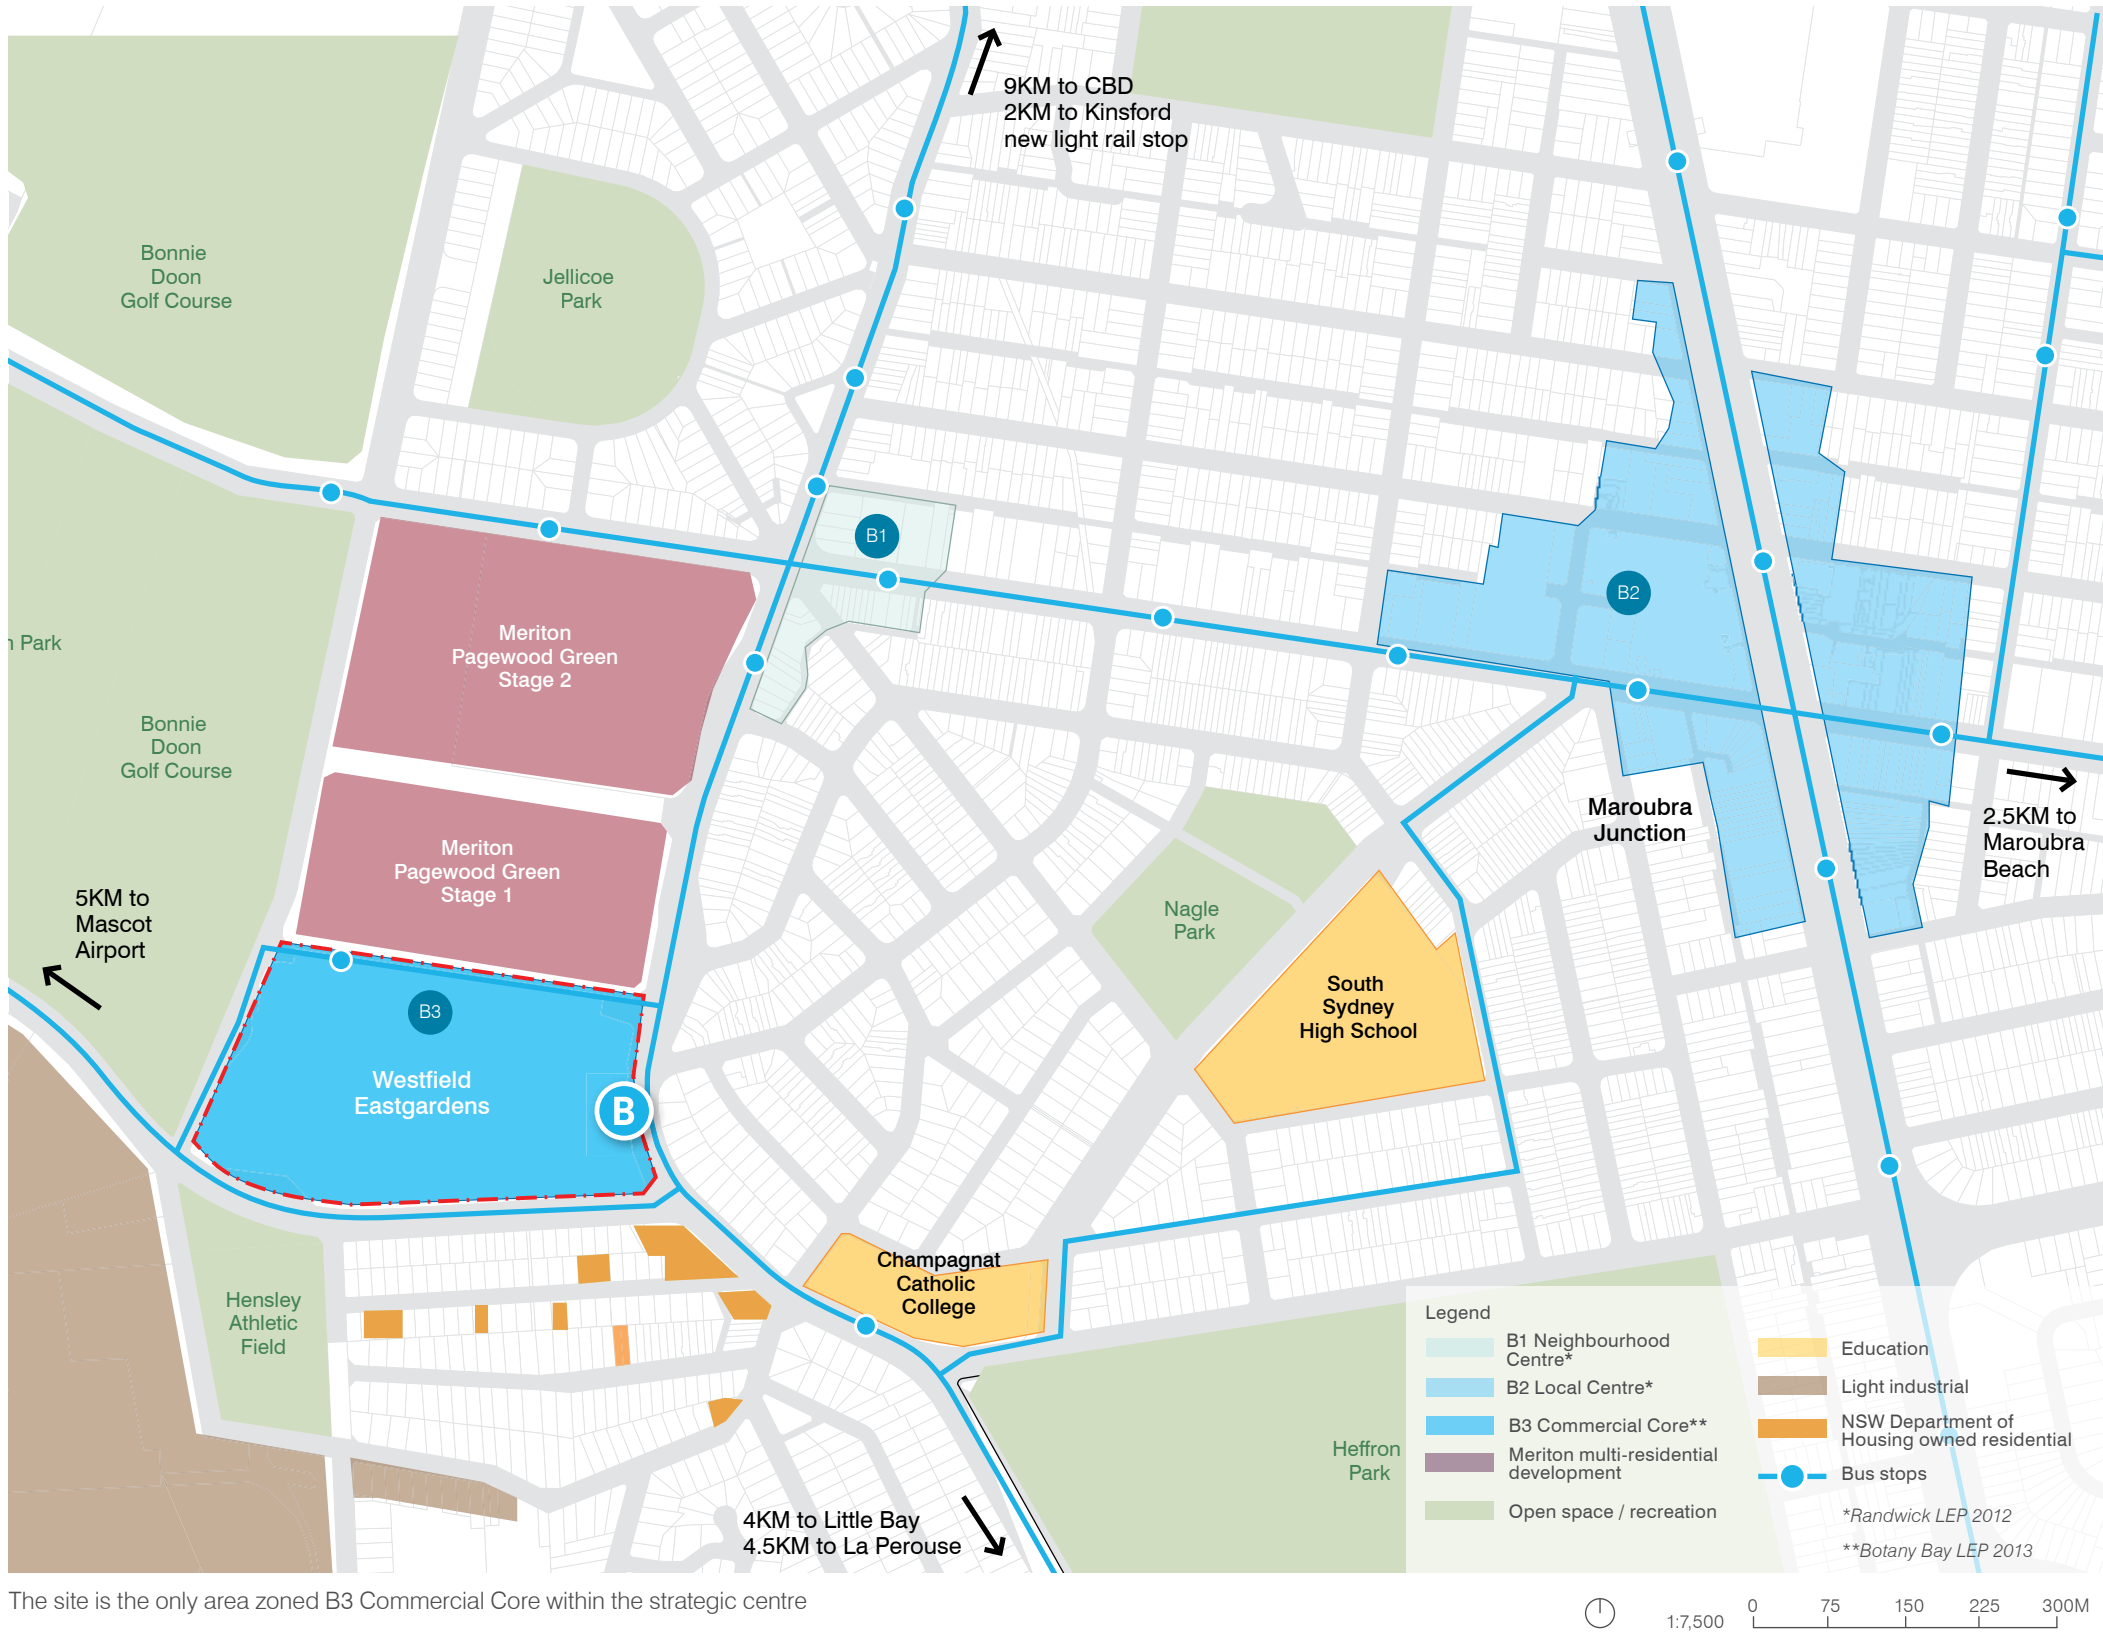 9KM to CBD
2KM to Kinsford
new light rail stop
Bonnie
Doon
Golf Course
Jellicoe
Park
B1
B2
n Park
Meriton
Pagewood Green
Stage 2
Bonnie
Doon
Golf Course
Maroubra
Junction
2.5KM to
Maroubra
Beach
Meriton
Pagewood Green
Stage 1
5KM to
Mascot
Airport
Nagle
Park
South
Sydney
High School
B3
Westfield
Eastgardens
B
Champagnat
Catholic
College
Hensley
Athletic
Field
Heffron
Park
4KM to Little Bay
4.5KM to La Perouse
Legend
B1 Neighbourhood
Centre*
B2 Local Centre*
B3 Commercial Core**
Meriton multi-residential
development
Open space / recreation
Education
Light industrial
NSW Department of
Housing owned residential
Bus stops
*Randwick LEP 2012
**Botany Bay LEP 2013
The site is the only area zoned B3 Commercial Core within the strategic centre
1:7,500
0 75 150 225 300M